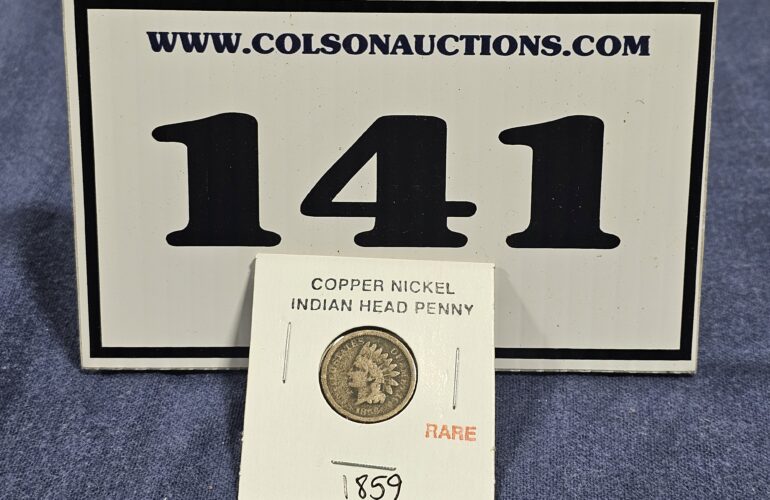 WWW.COLSONAUCTIONS.COM
141
COPPER NICKEL
INDIAN HEAD PENNY
RARE
1859